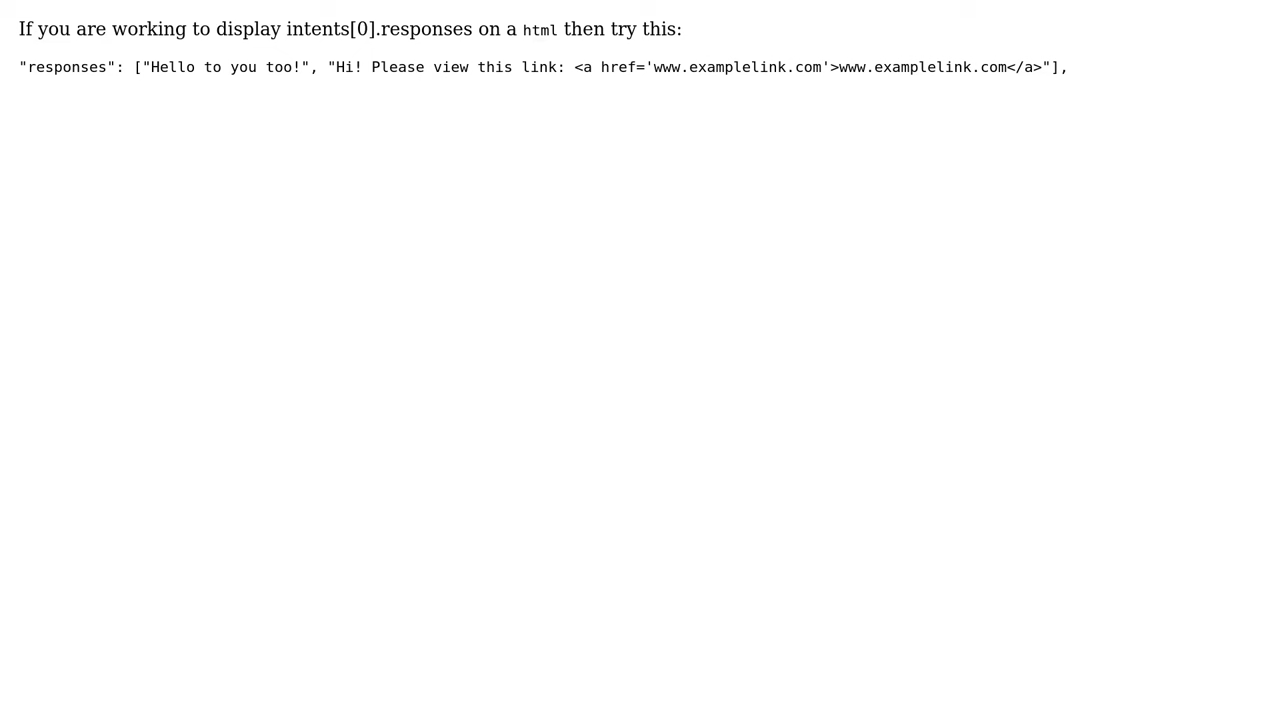 If you are working to display intents[0].responses on a html then try this:
"responses": ["Hello to you too!", "Hi! Please view this link: <a href='www.examplelink.com'>www.examplelink.com</a>"],